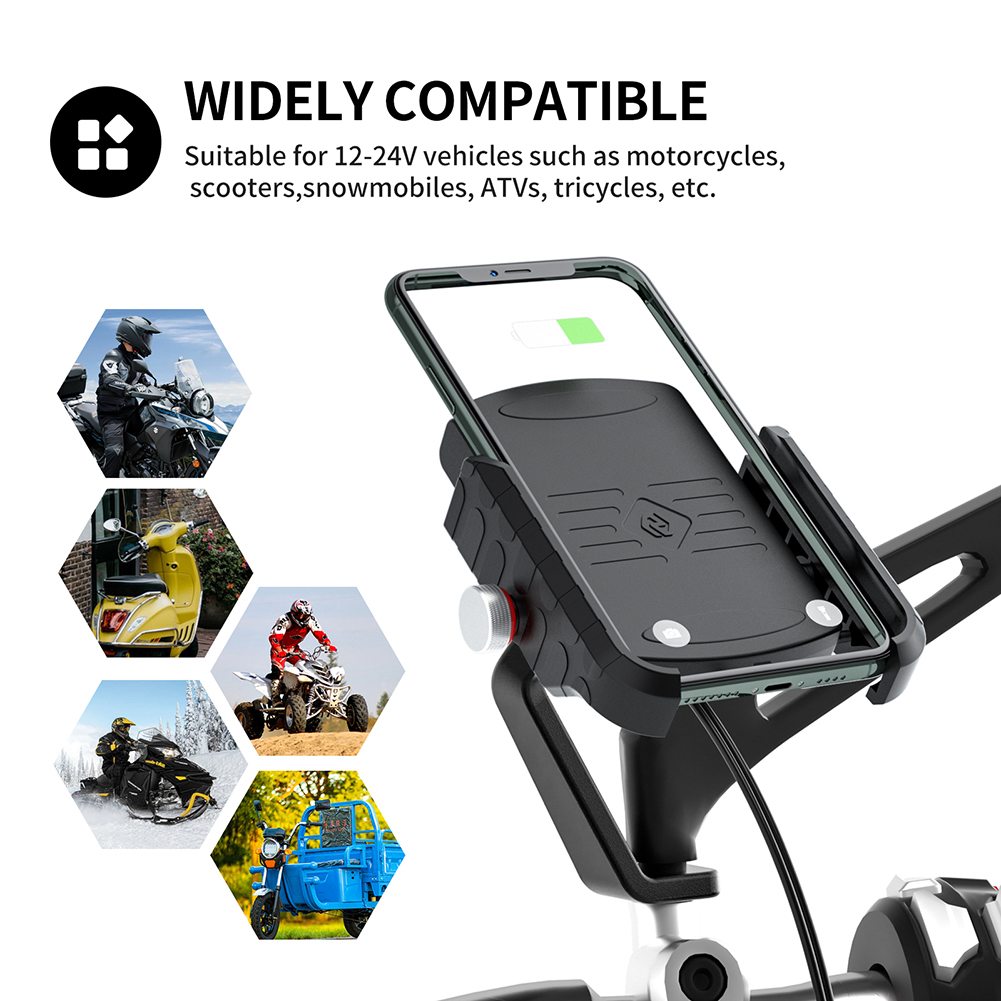 WIDELY COMPATIBLE
Suitable for 12-24V vehicles such as motorcycles,
scooters,snowmobiles, ATVs, tricycles, etc.